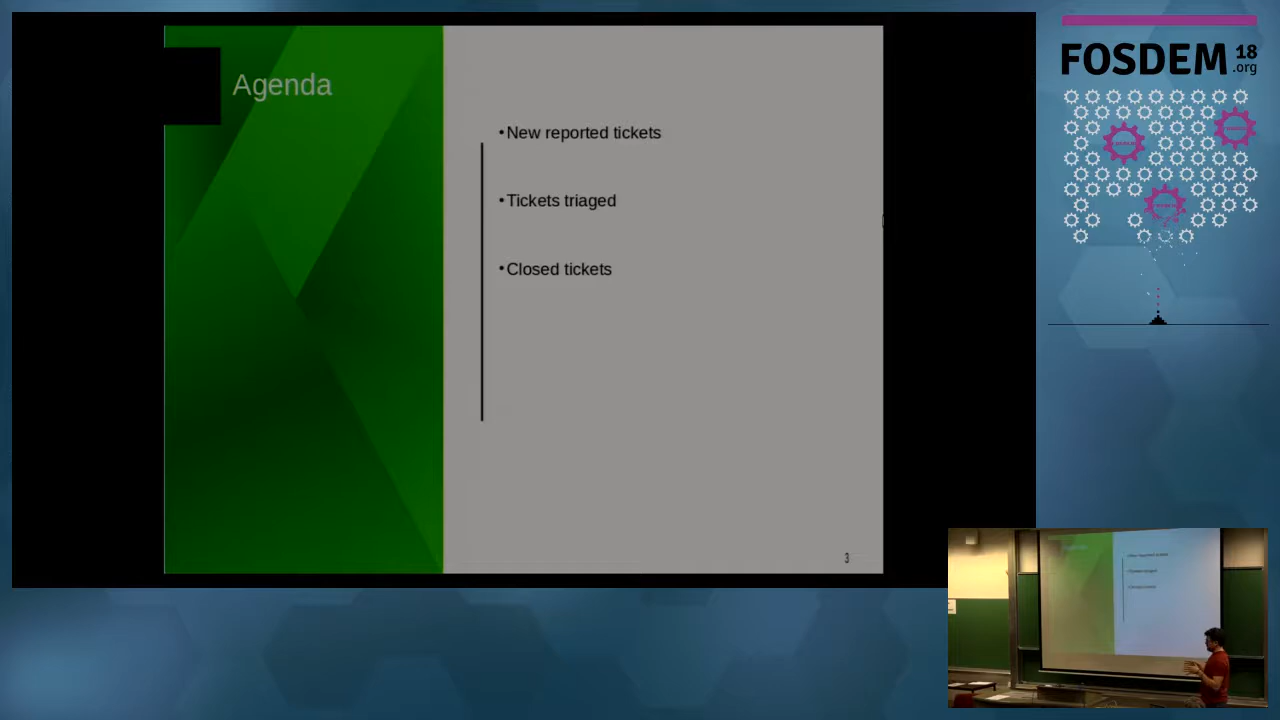 Agenda
•New reported tickets
•Tickets triaged
•Closed tickets
3
FOSDEM 18
.org